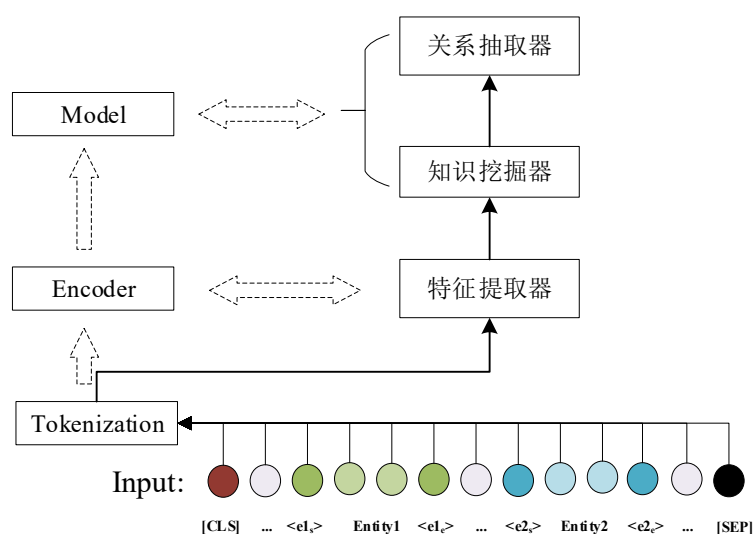 关系抽取器
Model
知识挖掘器
Encoder
特征提取器
Tokenization
Input:
[CLS] ... <e1s> Entity1 <e1e> ... <e2s> Entity2 <e2e> ... [SEP]